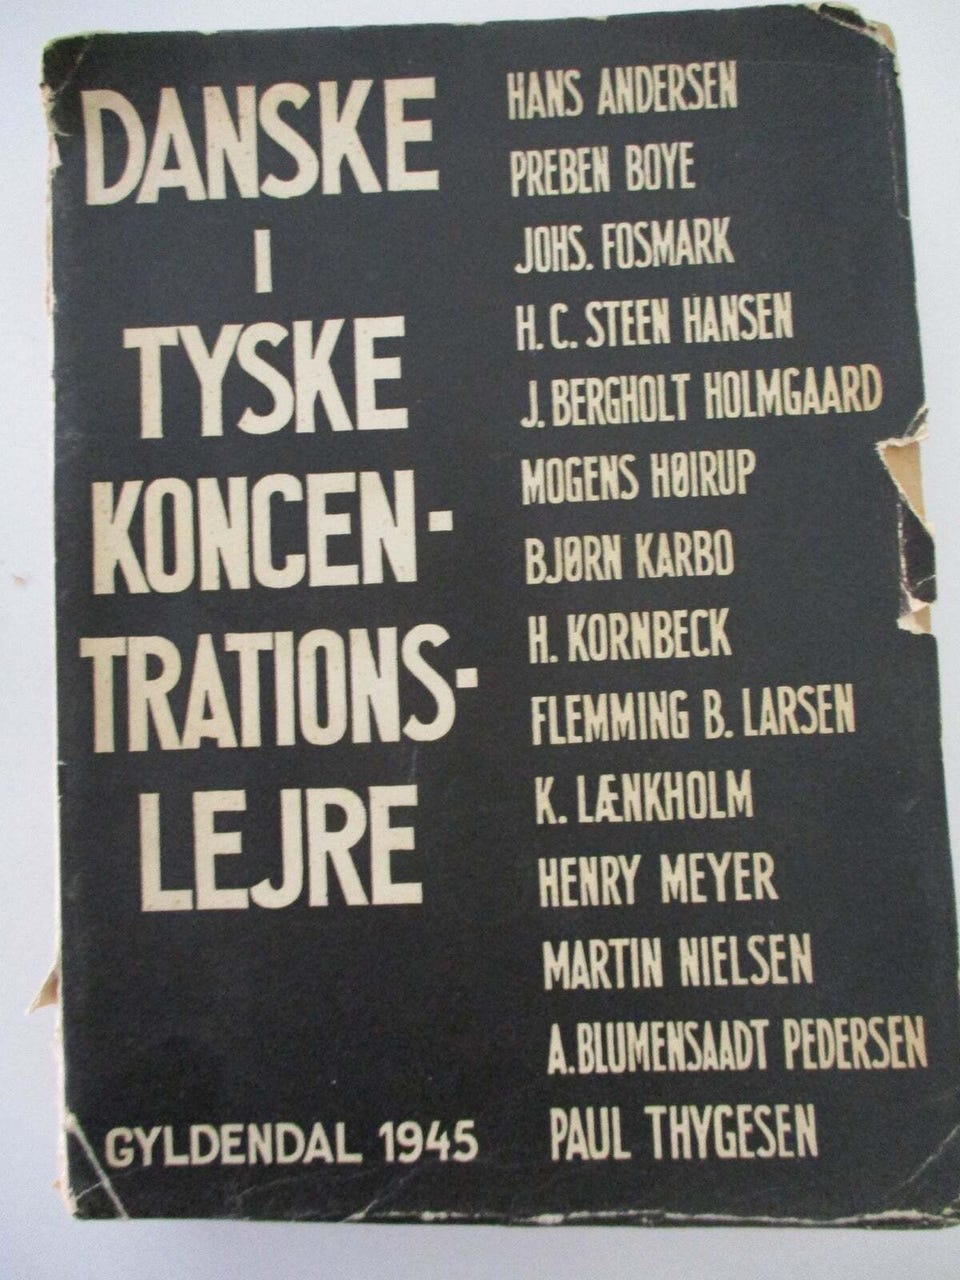 DANSKE
I
TYSKE
KONCEN-
TRATIONS-
LEJRE
HANS ANDERSEN
PREBEN BOYE
JOHS. FOSMARK
H. C. STEEN HANSEN
J. BERGHOLT HOLMGAARD
MOGENS HØIRUP
BJØRN KARBO
H. KORNBECK
FLEMMING B. LARSEN
K. LÆNKHOLM
HENRY MEYER
MARTIN NIELSEN
A. BLUMENSAADT PEDERSEN
PAUL THYGESEN
GYLDENDAL 1945